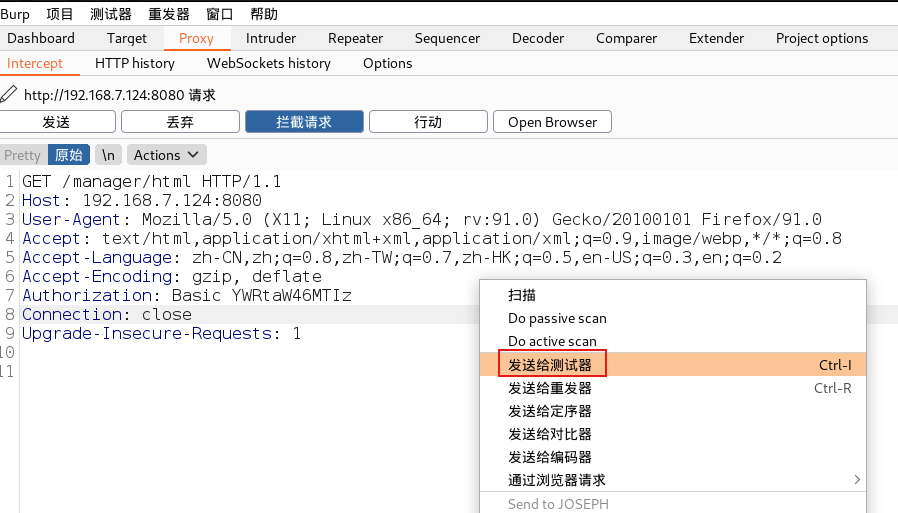 Burp 项目 测试器 重发器 窗口 帮助
Dashboard Target Proxy Intruder Repeater Sequencer Decoder Comparer Extender Project options
Intercept HTTP history WebSockets history Options
http://192.168.7.124:8080 请求
发送 丢弃 拦截请求 行动 Open Browser
Pretty 原始 \n Actions
1 GET /manager/html HTTP/1.1
2 Host: 192.168.7.124:8080
3 User-Agent: Mozilla/5.0 (X11; Linux x86_64; rv:91.0) Gecko/20100101 Firefox/91.0
4 Accept: text/html,application/xhtml+xml,application/xml;q=0.9,image/webp,*/*;q=0.8
5 Accept-Language: zh-CN,zh;q=0.8,zh-TW;q=0.7,zh-HK;q=0.5,en-US;q=0.3,en;q=0.2
6 Accept-Encoding: gzip, deflate
7 Authorization: Basic YWRtaW46MTIz
8 Connection: close
9 Upgrade-Insecure-Requests: 1
10
11
扫描
Do passive scan
Do active scan
发送给测试器 Ctrl-I
发送给重发器 Ctrl-R
发送给定序器
发送给对比器
发送给编码器
通过浏览器请求
Send to JOSEPH